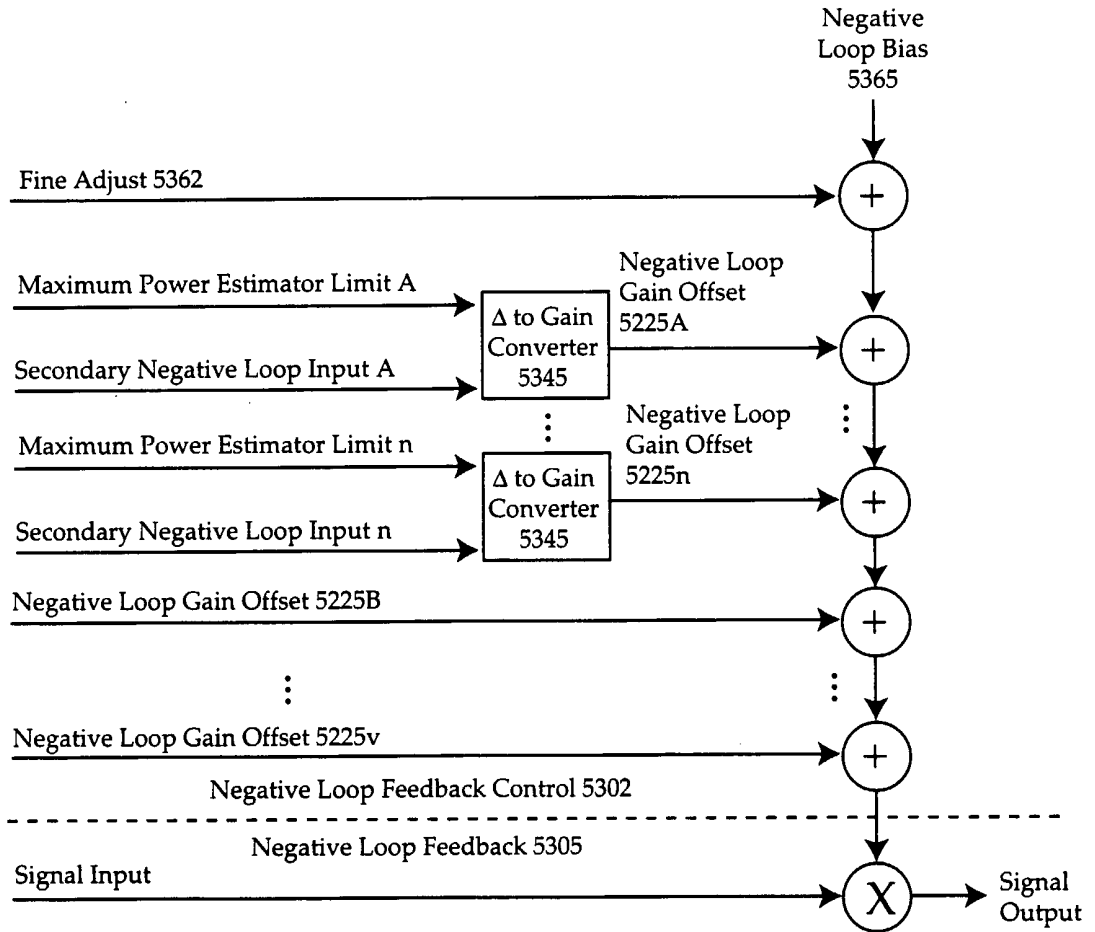 Negative
Loop Bias
5365
Fine Adjust 5362
+
Maximum Power Estimator Limit A
Δ to Gain
Converter
5345
Negative Loop
Gain Offset
5225A
+
Secondary Negative Loop Input A
Maximum Power Estimator Limit n
Δ to Gain
Converter
5345
Negative Loop
Gain Offset
5225n
+
Secondary Negative Loop Input n
Negative Loop Gain Offset 5225B
+
Negative Loop Gain Offset 5225v
+
Negative Loop Feedback Control 5302
Negative Loop Feedback 5305
Signal Input
X
Signal
Output